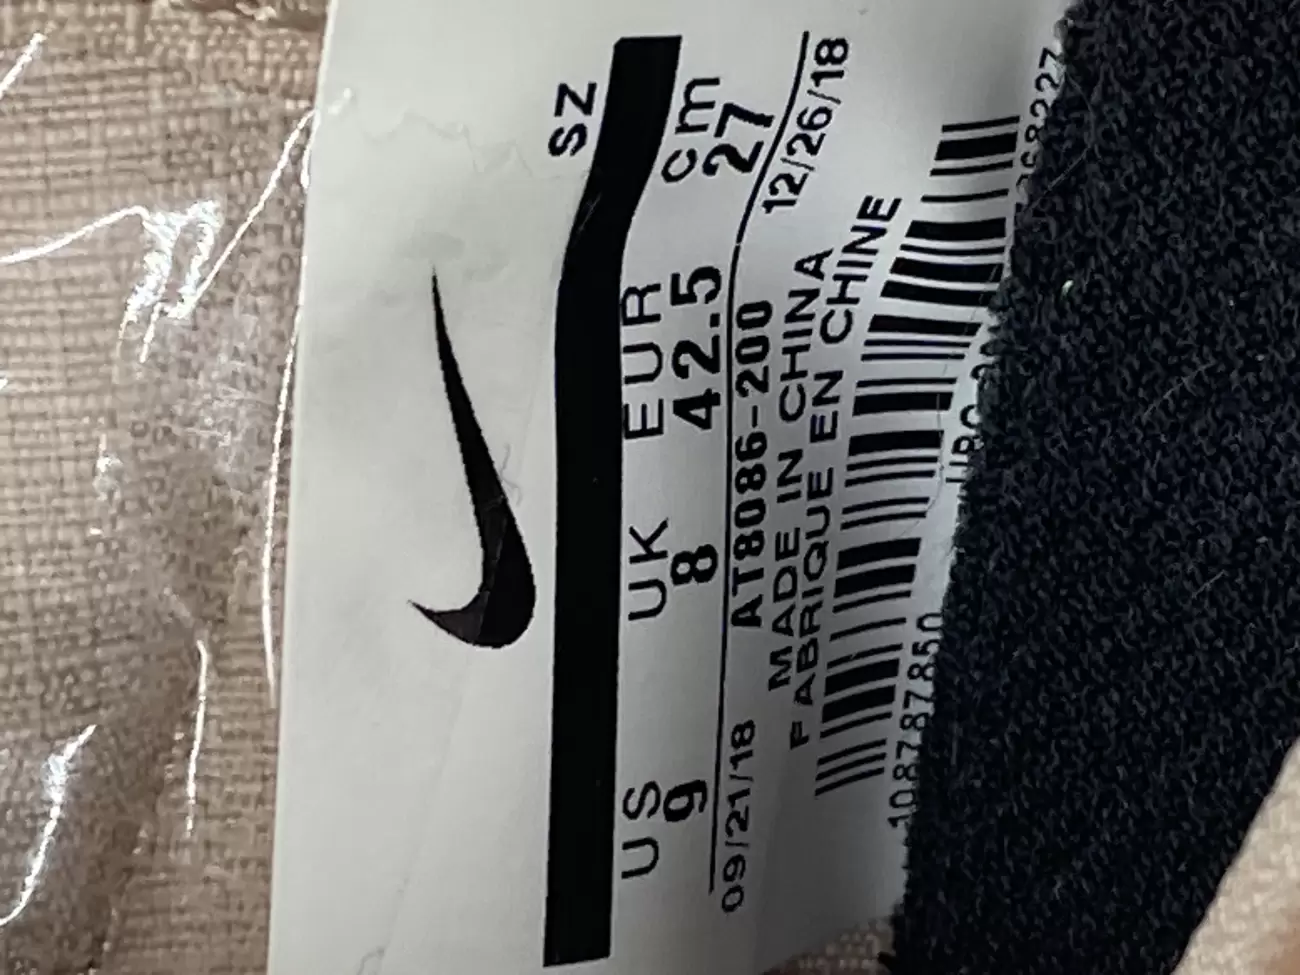 SZ
US UK EUR cm
9 8 42.5 27
09/21/18 AT8086-200 12/26/18
MADE IN CHINA
FABRIQUE EN CHINE
108787850